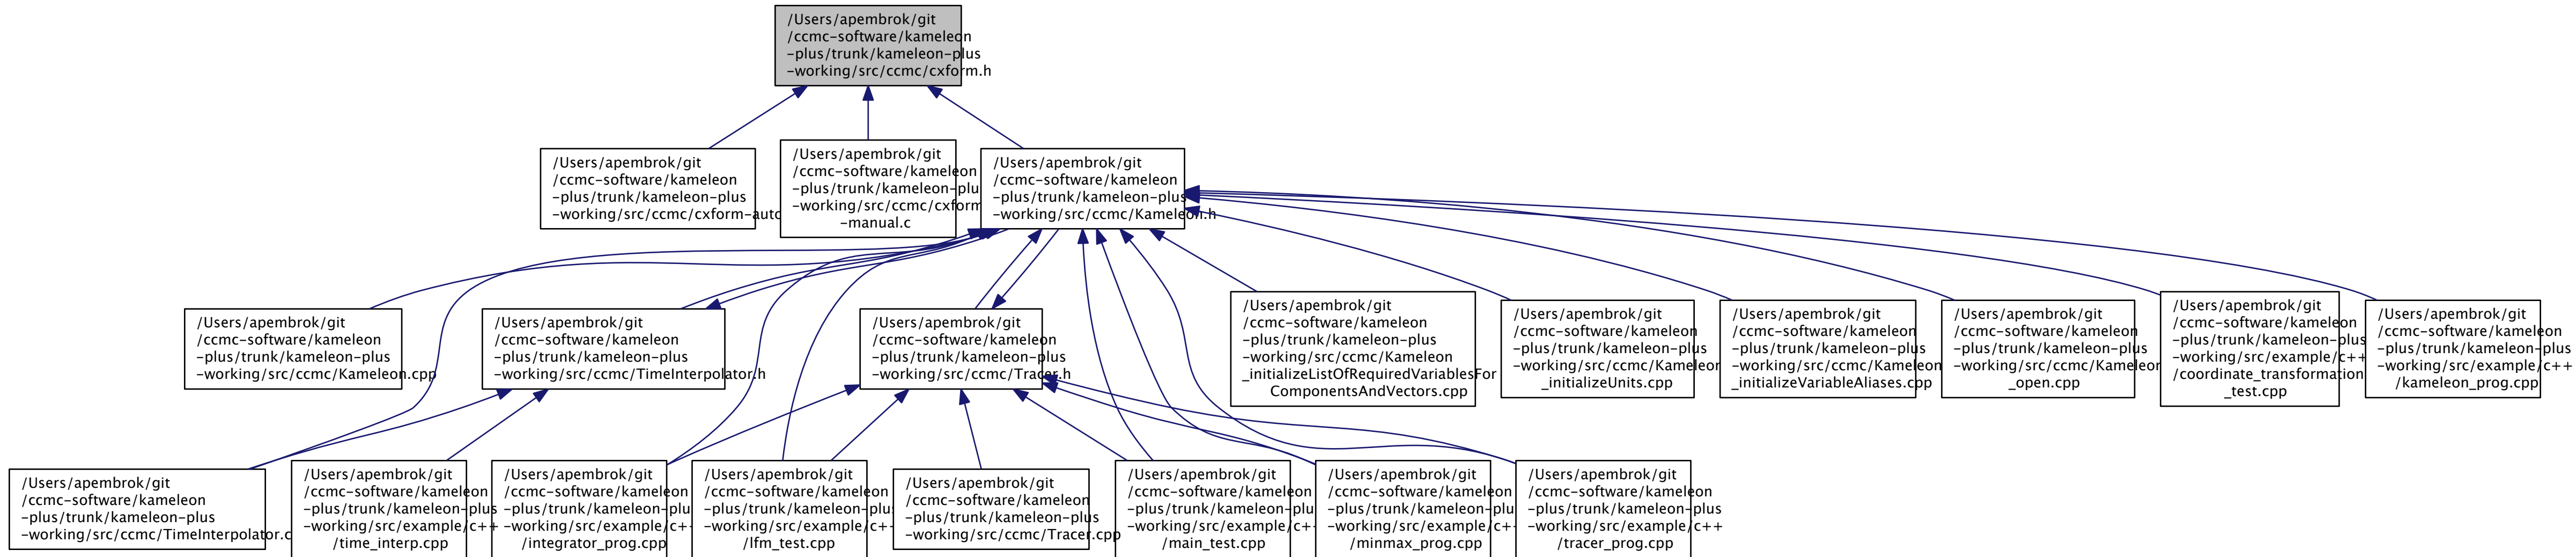 /Users/apembrok/git
/ccmc-software/kameleon
-plus/trunk/kameleon-plus
-working/src/ccmc/cxform.h
/Users/apembrok/git
/ccmc-software/kameleon
-plus/trunk/kameleon-plus
-working/src/ccmc/cxform-auto
/Users/apembrok/git
/ccmc-software/kameleon
-plus/trunk/kameleon-plu
-working/src/ccmc/cxform
-manual.c
/Users/apembrok/git
/ccmc-software/kameleon
-plus/trunk/kameleon-plus
-working/src/ccmc/Kameleon.h
/Users/apembrok/git
/ccmc-software/kameleon
-plus/trunk/kameleon-plus
-working/src/ccmc/Kameleon.cpp
/Users/apembrok/git
/ccmc-software/kameleon
-plus/trunk/kameleon-plus
-working/src/ccmc/TimeInterpolator.h
/Users/apembrok/git
/ccmc-software/kameleon
-plus/trunk/kameleon-plus
-working/src/ccmc/Tracer.h
/Users/apembrok/git
/ccmc-software/kameleon
-plus/trunk/kameleon-plus
-working/src/ccmc/Kameleon
_initializeListOfRequiredVariablesFor
ComponentsAndVectors.cpp
/Users/apembrok/git
/ccmc-software/kameleon
-plus/trunk/kameleon-plus
-working/src/ccmc/Kameleon
_initializeUnits.cpp
/Users/apembrok/git
/ccmc-software/kameleon
-plus/trunk/kameleon-plus
-working/src/ccmc/Kameleon
_initializeVariableAliases.cpp
/Users/apembrok/git
/ccmc-software/kameleon
-plus/trunk/kameleon-plus
-working/src/ccmc/Kameleon
_open.cpp
/Users/apembrok/git
/ccmc-software/kameleon
-plus/trunk/kameleon-plus
-working/src/example/c++
/coordinate_transformation
_test.cpp
/Users/apembrok/git
/ccmc-software/kameleon
-plus/trunk/kameleon-plus
-working/src/example/c++
/kameleon_prog.cpp
/Users/apembrok/git
/ccmc-software/kameleon
-plus/trunk/kameleon-plus
-working/src/ccmc/TimeInterpolator.c
/Users/apembrok/git
/ccmc-software/kameleon
-plus/trunk/kameleon-plus
-working/src/example/c++
/time_interp.cpp
/Users/apembrok/git
/ccmc-software/kameleon
-plus/trunk/kameleon-plu
-working/src/example/c+
/integrator_prog.cpp
/Users/apembrok/git
/ccmc-software/kameleon
-plus/trunk/kameleon-plu
-working/src/example/c+
/lfm_test.cpp
/Users/apembrok/git
/ccmc-software/kameleon
-plus/trunk/kameleon-plus
-working/src/ccmc/Tracer.cpp
/Users/apembrok/git
/ccmc-software/kameleon
-plus/trunk/kameleon-plu
-working/src/example/c+
/main_test.cpp
/Users/apembrok/git
/ccmc-software/kameleon
-plus/trunk/kameleon-plu
-working/src/example/c+
/minmax_prog.cpp
/Users/apembrok/git
/ccmc-software/kameleon
-plus/trunk/kameleon-plus
-working/src/example/c++
/tracer_prog.cpp